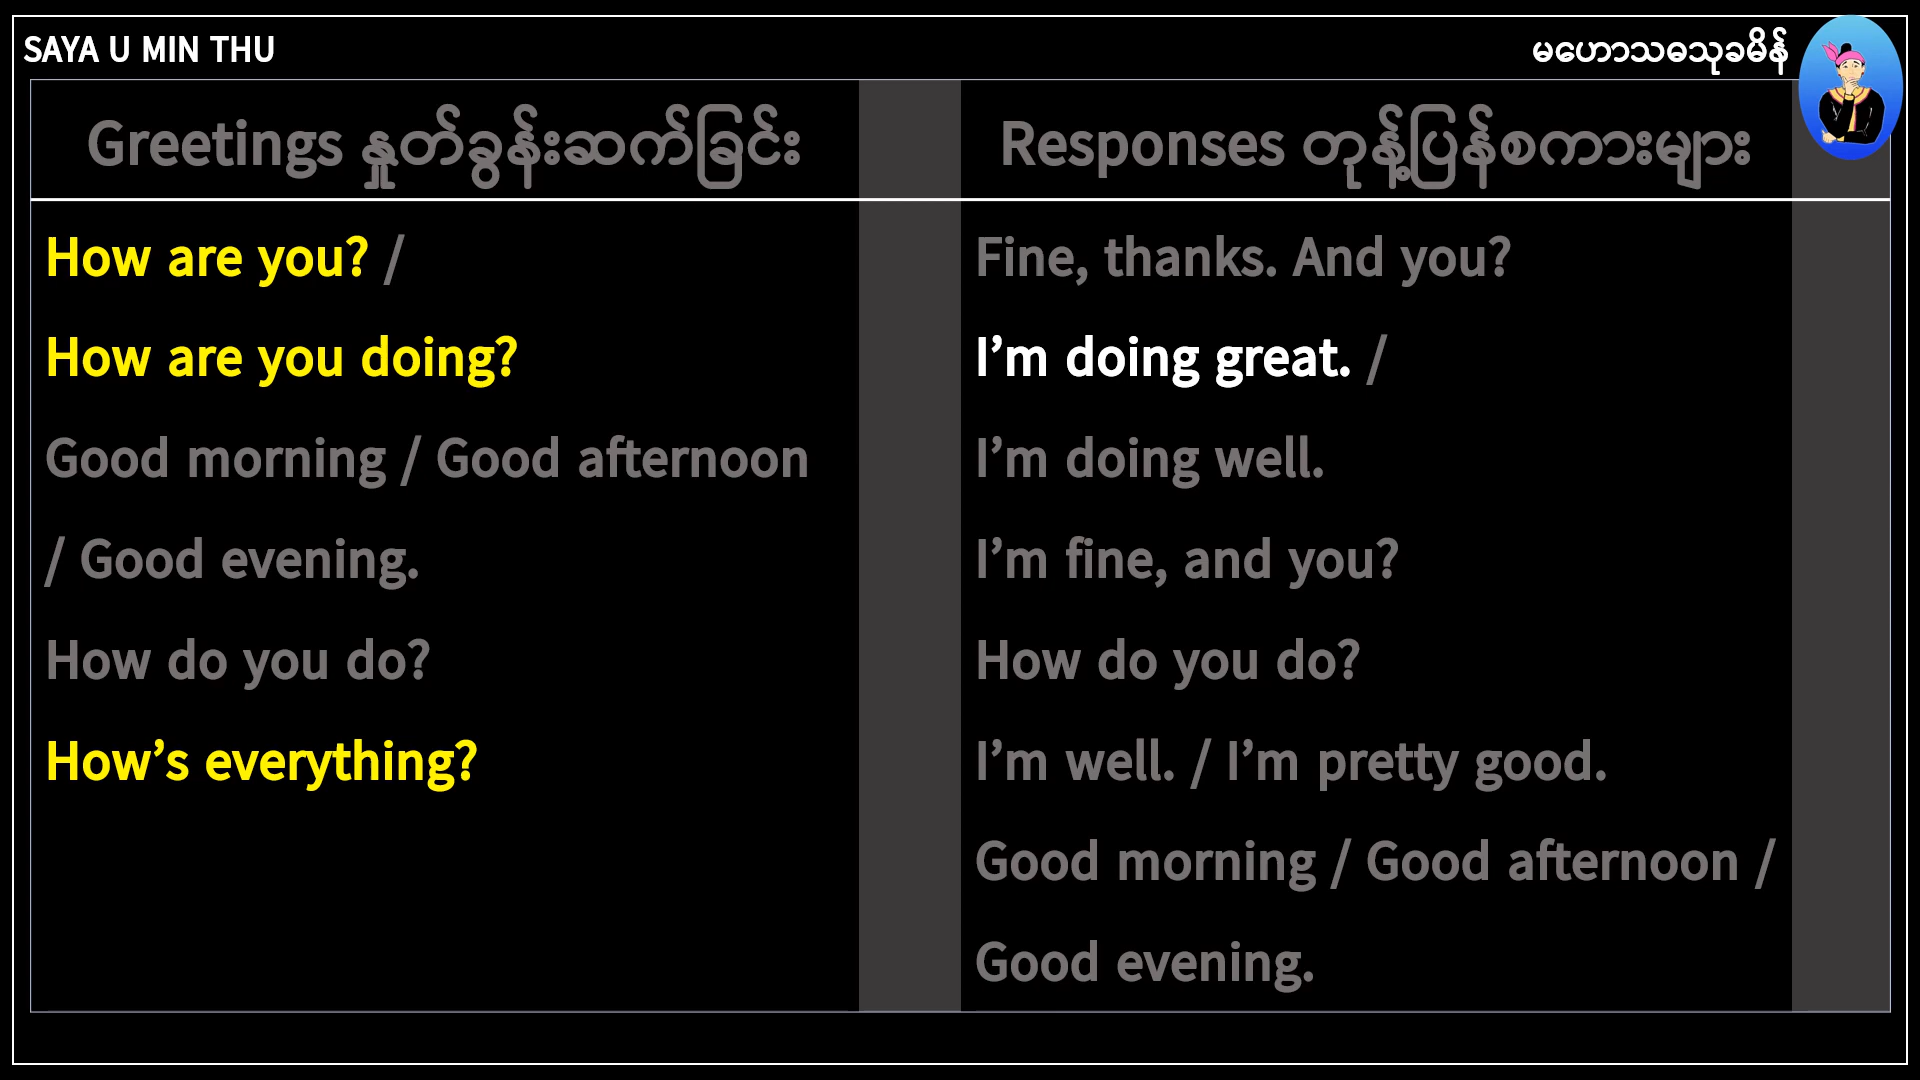 SAYA U MIN THU
မဟောသဓသုခမိန်
Greetings နှုတ်ခွန်းဆက်ခြင်း
How are you? /
How are you doing?
Good morning / Good afternoon
/ Good evening.
How do you do?
How’s everything?
Responses တုန့်ပြန်စကားများ
Fine, thanks. And you?
I’m doing great. /
I’m doing well.
I’m fine, and you?
How do you do?
I’m well. / I’m pretty good.
Good morning / Good afternoon /
Good evening.